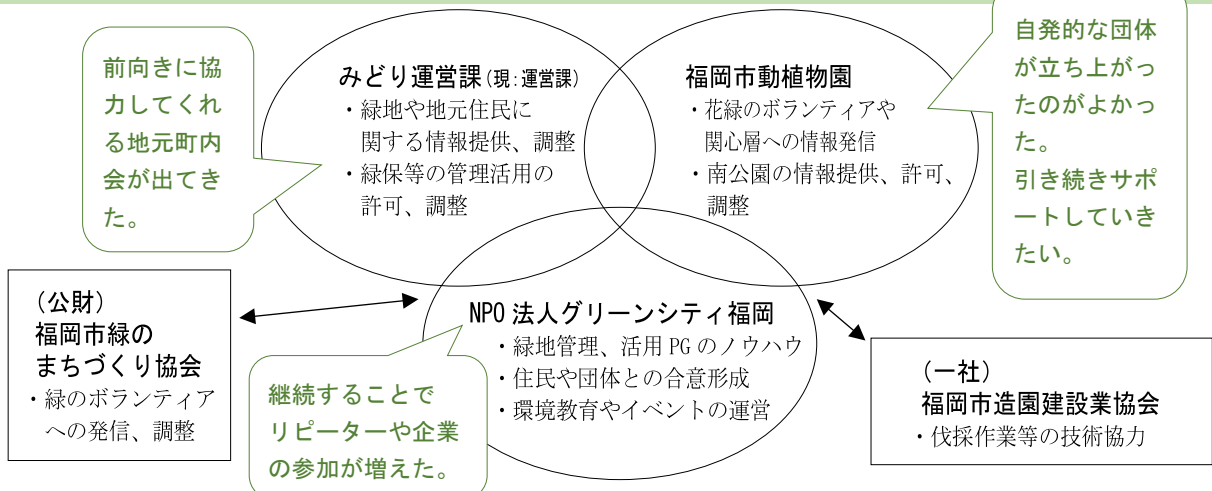 前向きに協
力してくれ
る地元町内
会が出てき
た。
みどり運営課(現:運営課)
・緑地や地元住民に
関する情報提供、調整
・緑保等の管理活用の
許可、調整
福岡市動植物園
・花緑のボランティアや
関心層への情報発信
・南公園の情報提供、許可、
調整
自発的な団体
が立ち上がっ
たのがよかっ
た。
引き続きサポ
ートしていき
たい。
(公財)
福岡市緑の
まちづくり協会
・緑のボランティア
への発信、調整
NPO 法人グリーンシティ福岡
・緑地管理、活用 PG のノウハウ
・住民や団体との合意形成
・環境教育やイベントの運営
継続することで
リピーターや企業
の参加が増えた。
(一社)
福岡市造園建設業協会
・伐採作業等の技術協力